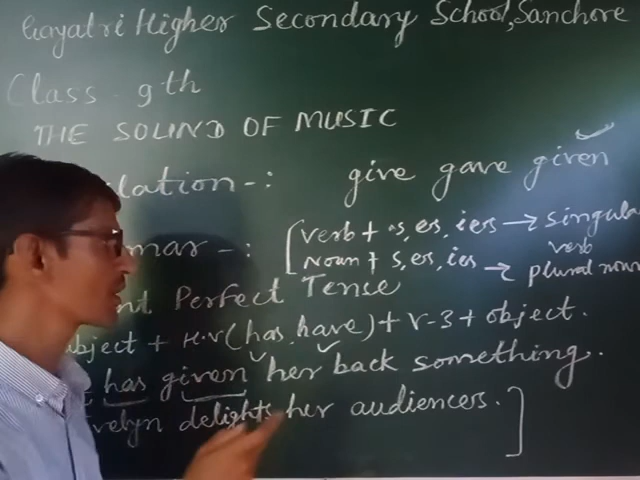 Gayatri Higher Secondary School, Sanchore
Class - 9th
THE SOUND OF MUSIC
lation -: give gave given
mar -: [verb + s, es, ies → singula
verb
Noun + s, es, ies → plural noun
nt Perfect Tense
bject + H.V (has, have) + V-3 + object.
has given her back something.
velyn delights her audiences. ]